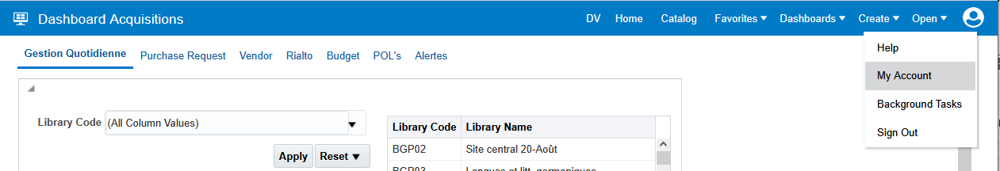 Dashboard Acquisitions
DV Home Catalog Favorites Dashboards Create Open
Help
My Account
Background Tasks
Sign Out
Gestion Quotidienne Purchase Request Vendor Rialto Budget POL's Alertes
Library Code (All Column Values)
Apply Reset
Library Code Library Name
BGP02 Site central 20-Août
BGP03 Langues et litt. germaniques